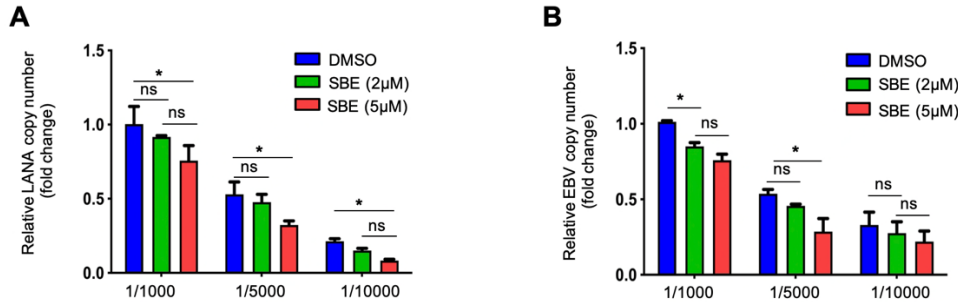 A
Relative LANA copy number
(fold change)
1.5
1.0
0.5
0.0
DMSO
SBE (2µM)
SBE (5µM)
*
ns
ns
*
ns
*
ns
1/1000
1/5000
1/10000
B
Relative EBV copy number
(fold change)
1.5
1.0
0.5
0.0
DMSO
SBE (2µM)
SBE (5µM)
*
ns
*
ns
ns
ns
1/1000
1/5000
1/10000